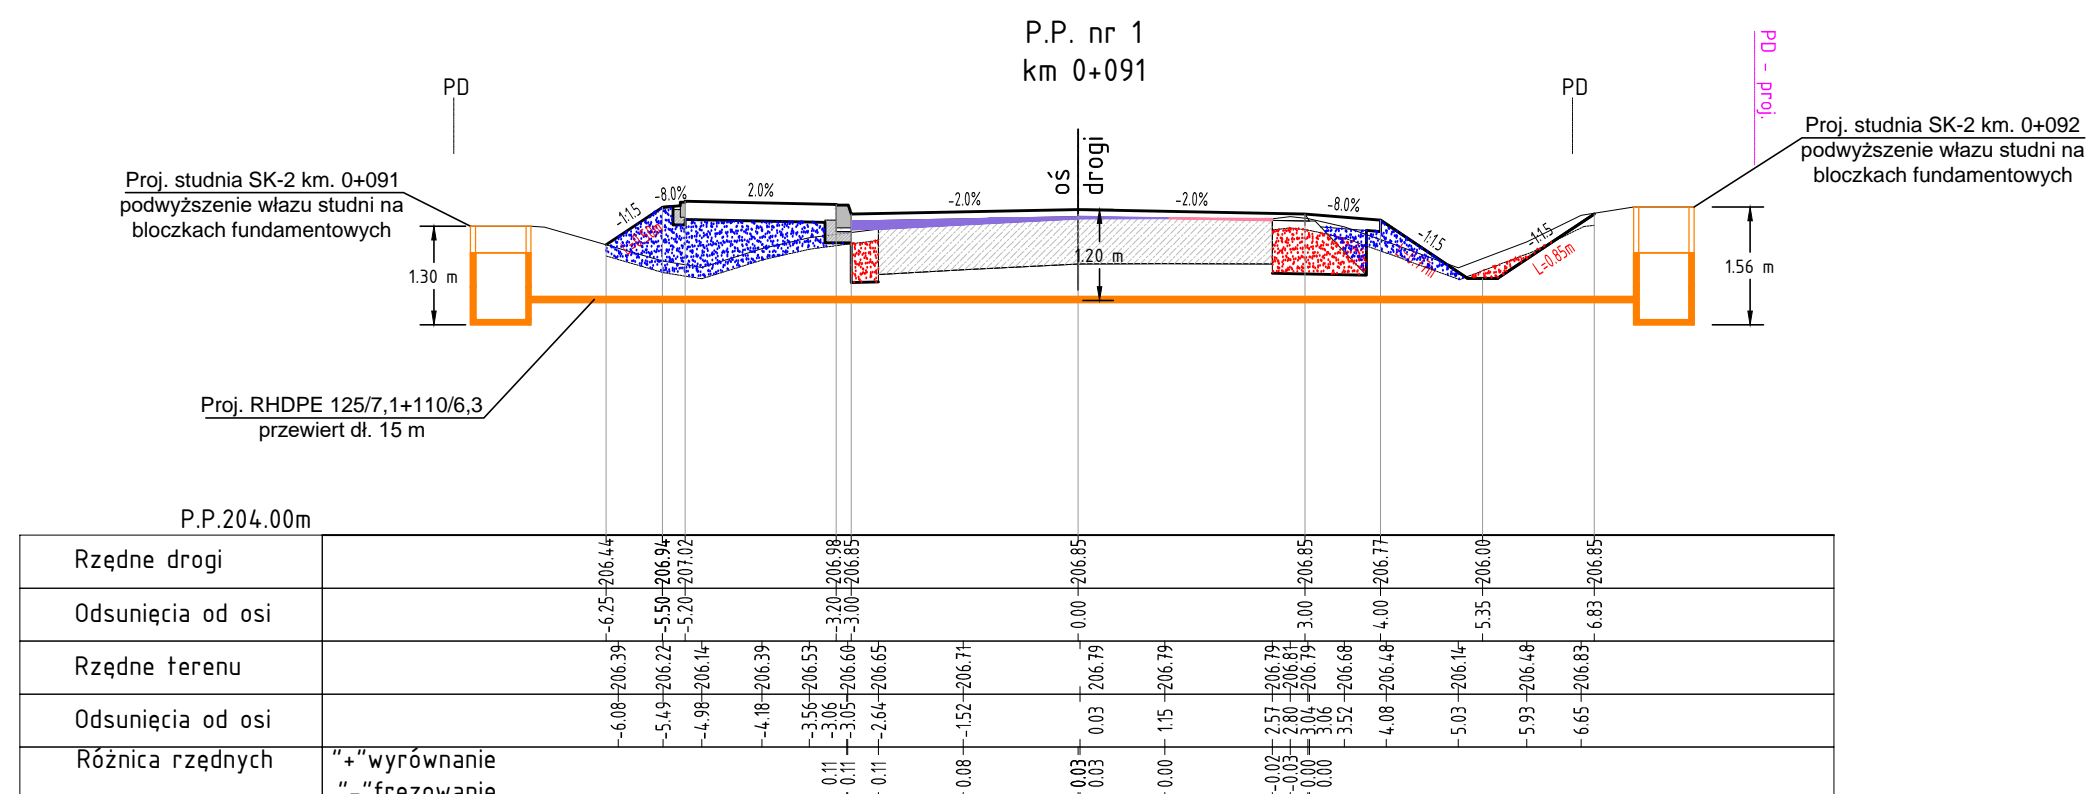 P.P. nr 1
km 0+091
PD
PD
PD - proj.
Proj. studnia SK-2 km. 0+091
podwyższenie włazu studni na
bloczkach fundamentowych
Proj. studnia SK-2 km. 0+092
podwyższenie włazu studni na
bloczkach fundamentowych
oś
drogi
-1:1.5
-8.0%
2.0%
-2.0%
-2.0%
-8.0%
-1:1.5
-1:1.5
L=0.85m
1.30 m
1.20 m
1.56 m
Proj. RHDPE 125/7,1+110/6,3
przewiert dł. 15 m
P.P.204.00m
Rzędne drogi
206.44 206.94 207.02 206.98 206.85 206.85 206.85 206.77 206.00 206.85
Odsunięcia od osi
-6.25 -5.50 -5.20 -3.20 -3.00 0.00 3.00 4.00 5.35 6.83
Rzędne terenu
206.39 206.22 206.14 206.39 206.53 206.60 206.65 206.71 206.79 206.79 206.79 206.81 206.79 206.68 206.48 206.14 206.48 206.83
Odsunięcia od osi
-6.08 -5.49 -4.98 -4.18 -3.56 -3.06 -3.05 -2.64 -1.52 0.03 1.15 2.57 2.80 3.04 3.06 3.52 4.08 5.03 5.93 6.65
Różnica rzędnych
"+"wyrównanie
"-"frezowanie
0.11 0.11 0.11 0.08 0.03 0.03 0.00 -0.02 -0.03 0.00 0.00